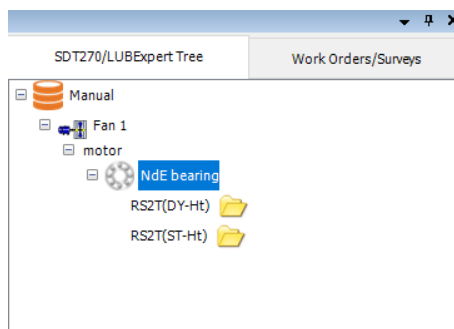 SDT270/LUBExpert Tree Work Orders/Surveys
Manual
Fan 1
motor
NdE bearing
RS2T(DY-Ht)
RS2T(ST-Ht)